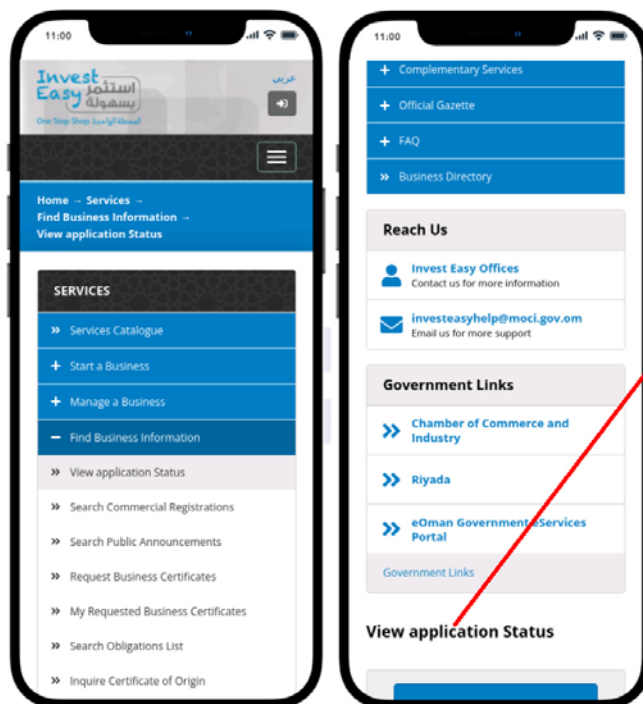 11:00
Invest
Easy
استثمر
بسهولة
One Stop Shop المحطة الواحدة
عربي
Home → Services →
Find Business Information →
View application Status
SERVICES
» Services Catalogue
+ Start a Business
+ Manage a Business
− Find Business Information
» View application Status
» Search Commercial Registrations
» Search Public Announcements
» Request Business Certificates
» My Requested Business Certificates
» Search Obligations List
» Inquire Certificate of Origin
11:00
+ Complementary Services
+ Official Gazette
+ FAQ
» Business Directory
Reach Us
Invest Easy Offices
Contact us for more information
investeasyhelp@moci.gov.om
Email us for more support
Government Links
» Chamber of Commerce and
Industry
» Riyada
» eOman Government eServices
Portal
Government Links
View application Status